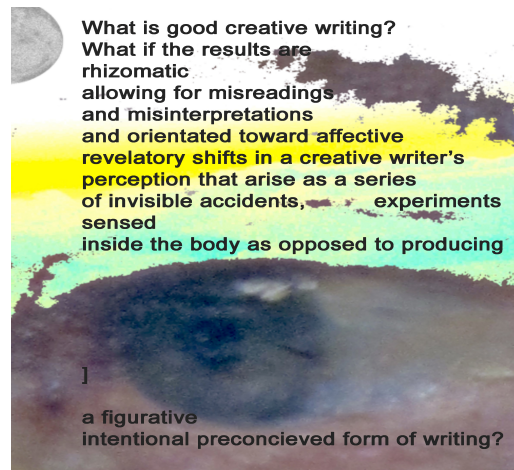 What is good creative writing?
What if the results are
rhizomatic
allowing for misreadings
and misinterpretations
and orientated toward affective
revelatory shifts in a creative writer's
perception that arise as a series
of invisible accidents, experiments
sensed
inside the body as opposed to producing
]
a figurative
intentional preconcieved form of writing?